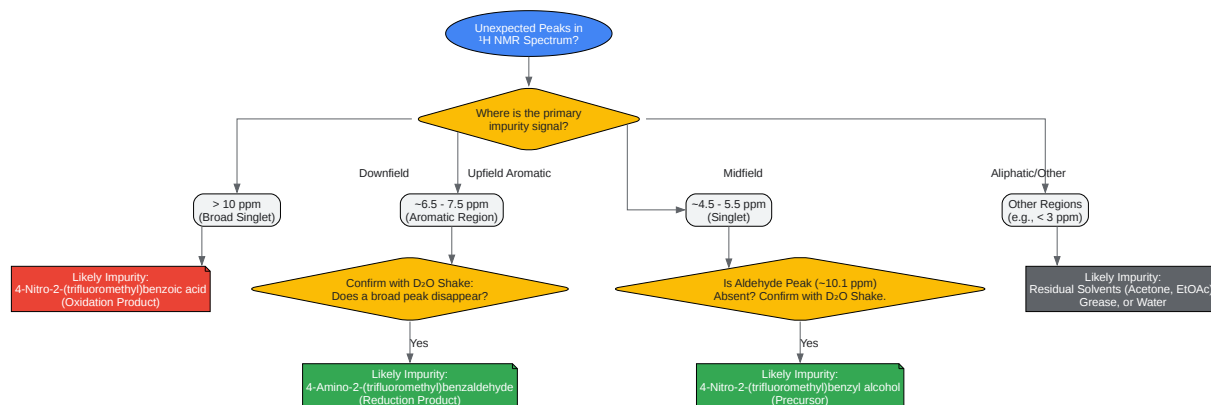 Unexpected Peaks in
¹H NMR Spectrum?
Where is the primary
impurity signal?
Downfield
Upfield Aromatic
Midfield
Aliphatic/Other
> 10 ppm
(Broad Singlet)
~6.5 - 7.5 ppm
(Aromatic Region)
~4.5 - 5.5 ppm
(Singlet)
Other Regions
(e.g., < 3 ppm)
Likely Impurity:
4-Nitro-2-(trifluoromethyl)benzoic acid
(Oxidation Product)
Confirm with D₂O Shake:
Does a broad peak disappear?
Is Aldehyde Peak (~10.1 ppm)
Absent? Confirm with D₂O Shake.
Likely Impurity:
Residual Solvents (Acetone, EtOAc)
Grease, or Water
Yes
Yes
Likely Impurity:
4-Amino-2-(trifluoromethyl)benzaldehyde
(Reduction Product)
Likely Impurity:
4-Nitro-2-(trifluoromethyl)benzyl alcohol
(Precursor)